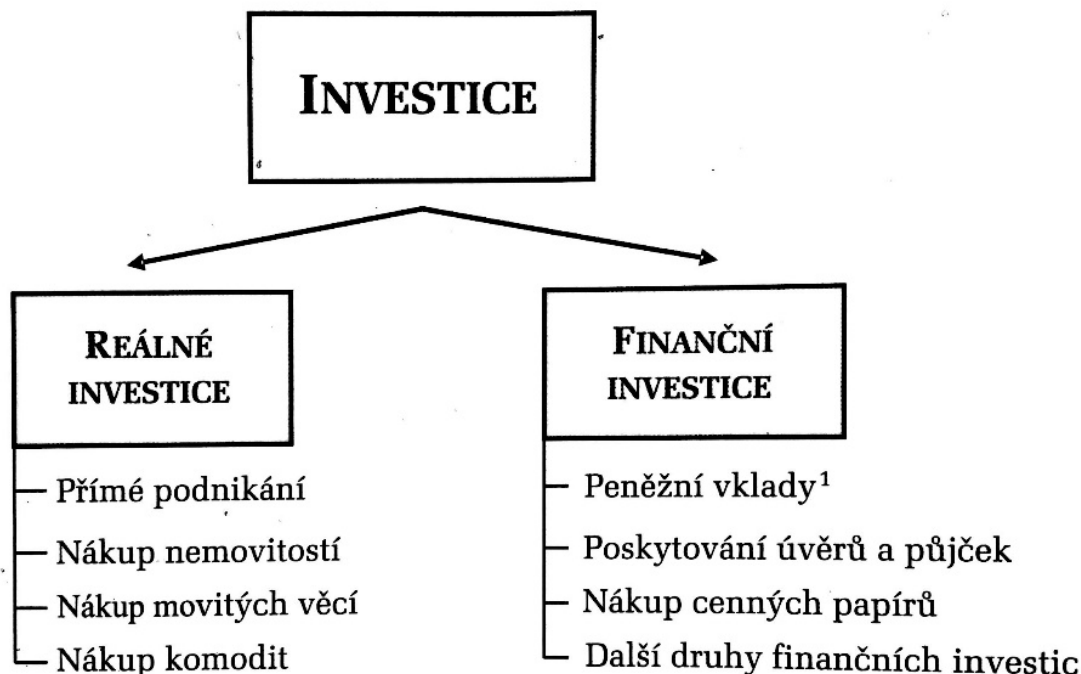 INVESTICE
REÁLNÉ
INVESTICE
Přímé podnikání
Nákup nemovitostí
Nákup movitých věcí
Nákup komodit
FINANČNÍ
INVESTICE
Peněžní vklady¹
Poskytování úvěrů a půjček
Nákup cenných papírů
Další druhy finančních investic